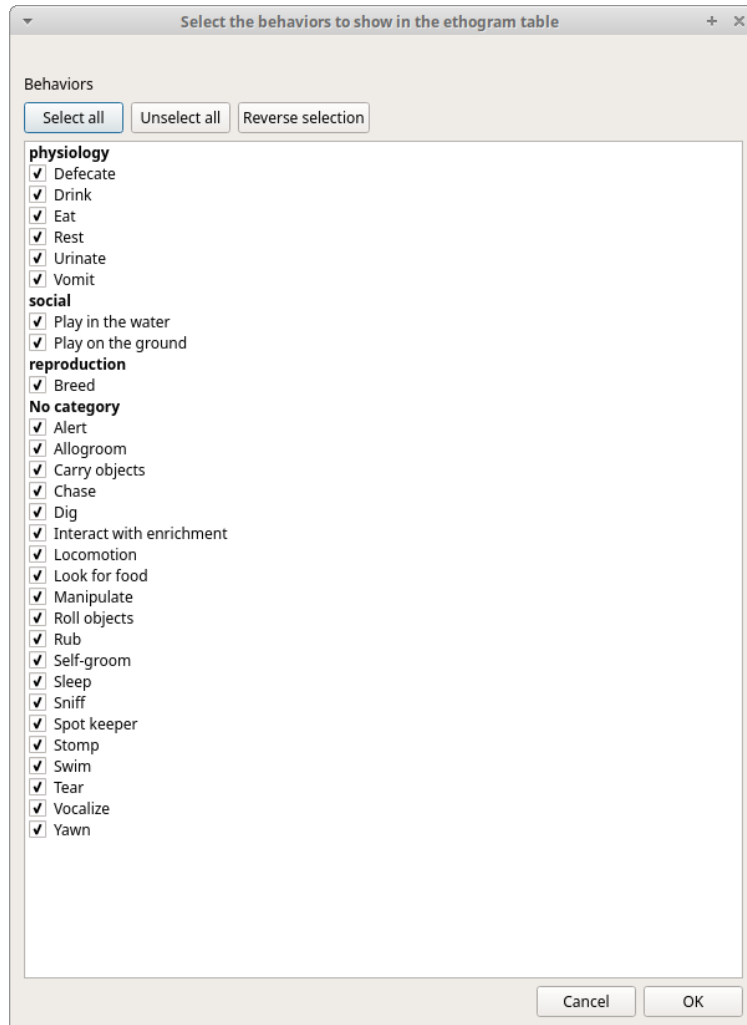 Select the behaviors to show in the ethogram table
Behaviors
Select all Unselect all Reverse selection
physiology
Defecate
Drink
Eat
Rest
Urinate
Vomit
social
Play in the water
Play on the ground
reproduction
Breed
No category
Alert
Allogroom
Carry objects
Chase
Dig
Interact with enrichment
Locomotion
Look for food
Manipulate
Roll objects
Rub
Self-groom
Sleep
Sniff
Spot keeper
Stomp
Swim
Tear
Vocalize
Yawn
Cancel OK